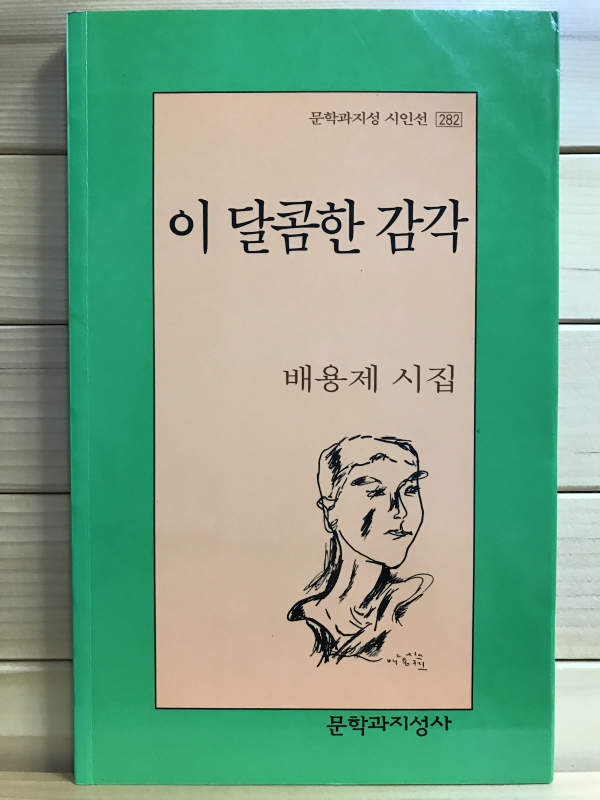 문학과지성 시인선 282
이 달콤한 감각
배용제 시집
문학과지성사